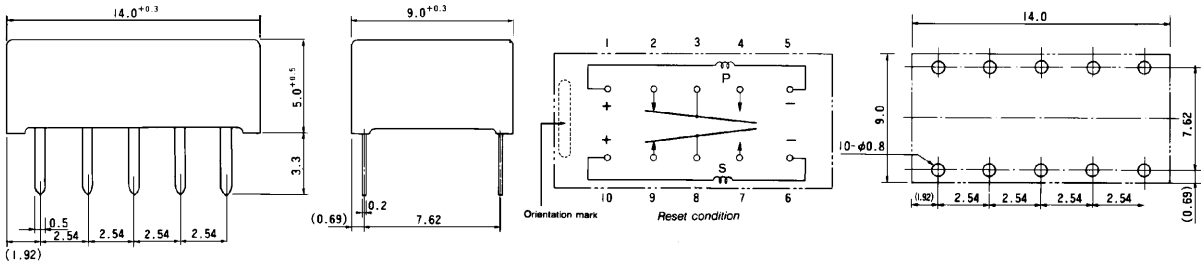 14.0+0.3
5.0+0.5
3.3
0.5
2.54 2.54 2.54 2.54
(1.92)
9.0+0.3
0.2
(0.69)
7.62
1 2 3 4 5
P
+ −
+ −
S
10 9 8 7 6
Orientation mark
Reset condition
14.0
9.0
7.62
10-φ0.8
(1.92) 2.54 2.54 2.54
(0.69)